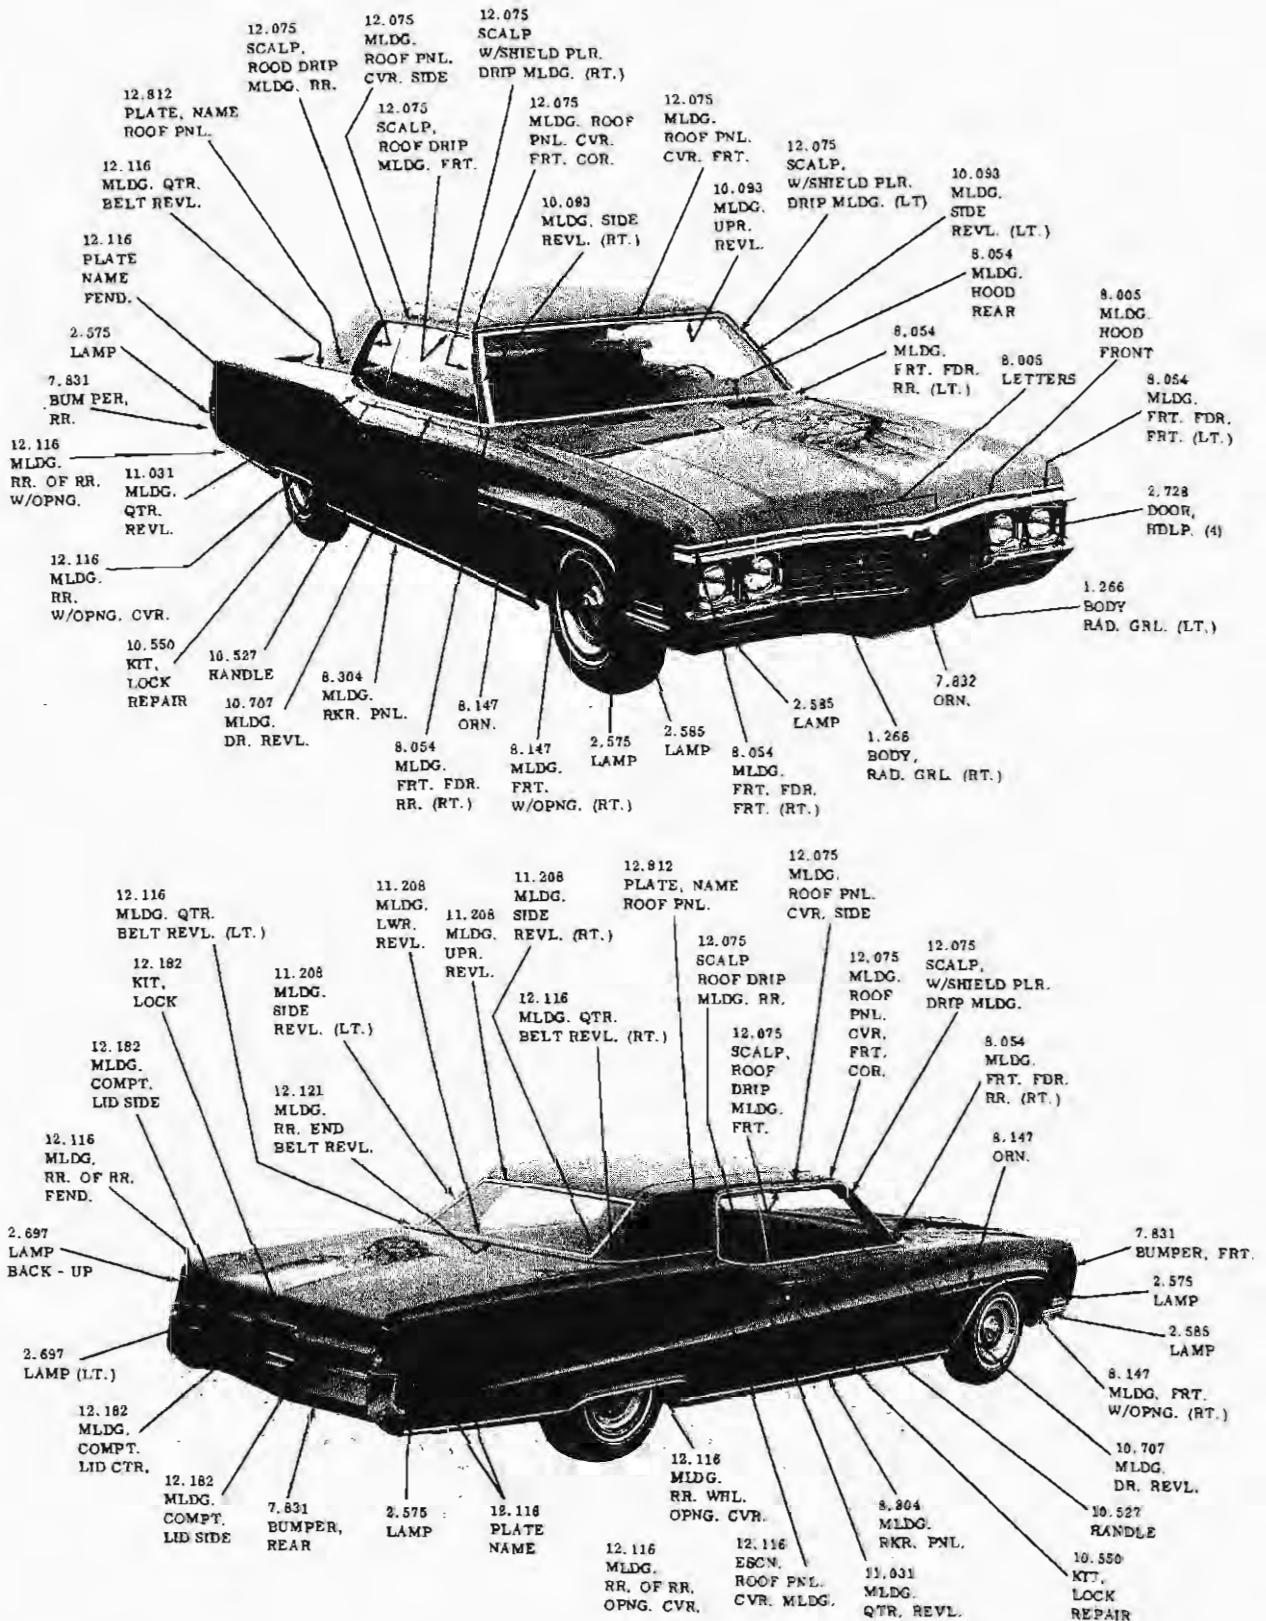 12.075
SCALP,
ROOD DRIP
MLDG. RR.
12.075
MLDG.
ROOF PNL.
CVR. SIDE
12.075
SCALP
W/SHIELD PLR.
DRIP MLDG. (RT.)
12.812
PLATE, NAME
ROOF PNL.
12.075
SCALP,
ROOF DRIP
MLDG. FRT.
12.075
MLDG. ROOF
PNL. CVR.
FRT. COR.
12.075
MLDG.
ROOF PNL.
CVR. FRT.
12.075
SCALP,
W/SHIELD PLR.
DRIP MLDG. (LT)
10.093
MLDG.
SIDE
REVL. (LT.)
12.116
MLDG. QTR.
BELT REVL.
10.093
MLDG. SIDE
REVL. (RT.)
10.093
MLDG.
UPR.
REVL.
12.116
PLATE
NAME
FEND.
8.054
MLDG.
HOOD
REAR
8.005
MLDG.
HOOD
FRONT
2.575
LAMP
8.054
MLDG.
FRT. FDR.
RR. (LT.)
8.005
LETTERS
8.054
MLDG.
FRT. FDR.
FRT. (LT.)
7.831
BUM PER,
RR.
12.116
MLDG.
RR. OF RR.
W/OPNG.
11.031
MLDG.
QTR.
REVL.
2.728
DOOR,
HDLP. (4)
12.116
MLDG.
RR.
W/OPNG. CVR.
1.266
BODY
RAD. GRL. (LT.)
10.550
KIT,
LOCK
REPAIR
10.527
HANDLE
10.707
MLDG.
DR. REVL.
8.304
MLDG.
RKR. PNL.
8.147
ORN.
8.054
MLDG.
FRT. FDR.
RR. (RT.)
8.147
MLDG.
FRT.
W/OPNG. (RT.)
2.575
LAMP
2.585
LAMP
8.054
MLDG.
FRT. FDR.
FRT. (RT.)
2.585
LAMP
1.266
BODY,
RAD. GRL. (RT.)
7.832
ORN.
12.116
MLDG. QTR.
BELT REVL. (LT.)
11.208
MLDG.
LWR.
REVL.
11.208
MLDG.
UPR.
REVL.
11.208
MLDG.
SIDE
REVL. (RT.)
12.812
PLATE, NAME
ROOF PNL.
12.075
MLDG.
ROOF PNL.
CVR. SIDE
12.182
KIT,
LOCK
11.208
MLDG.
SIDE
REVL. (LT.)
12.116
MLDG. QTR.
BELT REVL. (RT.)
12.075
SCALP
ROOF DRIP
MLDG. RR.
12.075
MLDG.
ROOF
PNL.
CVR.
FRT.
COR.
12.075
SCALP,
W/SHIELD PLR.
DRIP MLDG.
12.182
MLDG.
COMPT.
LID SIDE
12.121
MLDG.
RR. END
BELT REVL.
12.075
SCALP,
ROOF
DRIP
MLDG.
FRT.
8.054
MLDG.
FRT. FDR.
RR. (RT.)
12.116
MLDG.
RR. OF RR.
FEND.
8.147
ORN.
2.697
LAMP
BACK - UP
7.831
BUMPER, FRT.
2.575
LAMP
2.585
LAMP
2.697
LAMP (LT.)
8.147
MLDG. FRT.
W/OPNG. (RT.)
12.182
MLDG.
COMPT.
LID CTR.
12.182
MLDG.
COMPT.
LID SIDE
7.831
BUMPER,
REAR
2.575
LAMP
12.116
PLATE
NAME
12.116
MLDG.
RR. WHL.
OPNG. CVR.
12.116
MLDG.
RR. OF RR.
OPNG. CVR.
12.116
ESCN.
ROOF PNL.
CVR. MLDG.
8.304
MLDG.
RKR. PNL.
11.031
MLDG.
QTR. REVL.
10.707
MLDG.
DR. REVL.
10.527
HANDLE
10.550
KIT,
LOCK
REPAIR